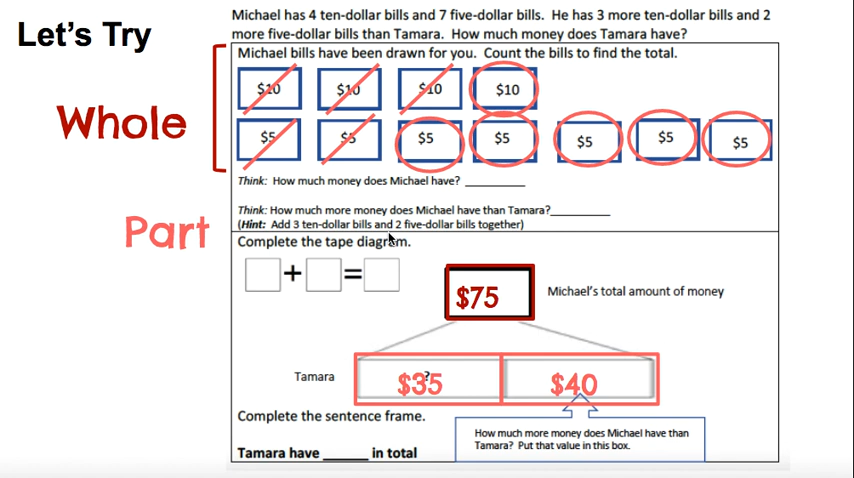 Let's Try
Michael has 4 ten-dollar bills and 7 five-dollar bills. He has 3 more ten-dollar bills and 2
more five-dollar bills than Tamara. How much money does Tamara have?
Michael bills have been drawn for you. Count the bills to find the total.
Whole
$10 $10 $10 $10
$5 $5 $5 $5 $5 $5 $5
Think: How much money does Michael have? __________
Part
Think: How much more money does Michael have than Tamara?__________
(Hint: Add 3 ten-dollar bills and 2 five-dollar bills together)
Complete the tape diagram.
+ =
$75
Michael's total amount of money
Tamara
$35 ? $40
Complete the sentence frame.
How much more money does Michael have than
Tamara? Put that value in this box.
Tamara have ______ in total